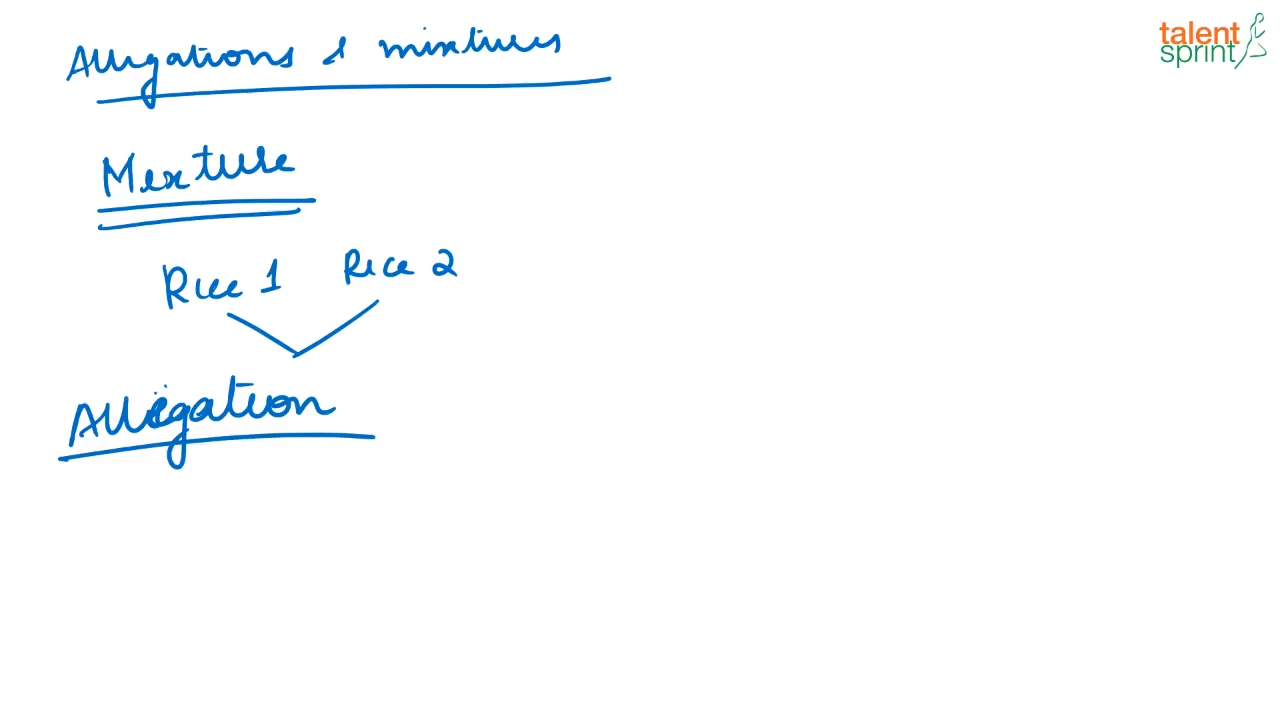 Alligations & mixtures
talent
sprint
Mixture
Rice 1 Rice 2
Alligation